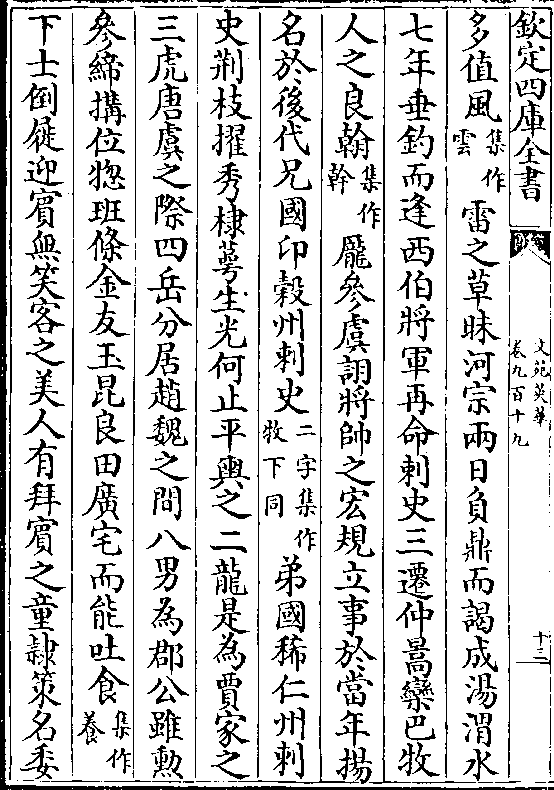 欽定四庫全書
文苑英華
卷九百十九
十三
多值風集作雲雷之草昧河宗兩日負鼎而謁成湯渭水
七年垂釣而逢西伯將軍再命刺史三遷仲暠欒巴牧
人之良翰集作幹龎參虞詡將帥之宏規立事於當年揚
名於後代兄國印穀州刺史二字集作牧下同弟國稀仁州刺
史荆枝擢秀棣萼生光何止平輿之二龍是為賈家之
三虎唐虞之際四岳分居趙魏之間八男為郡公雖勲
參締搆位惣班條金友玉昆良田廣宅而能吐食集作養
下士倒屣迎賓無笑客之美人有拜賓之童隷策名委